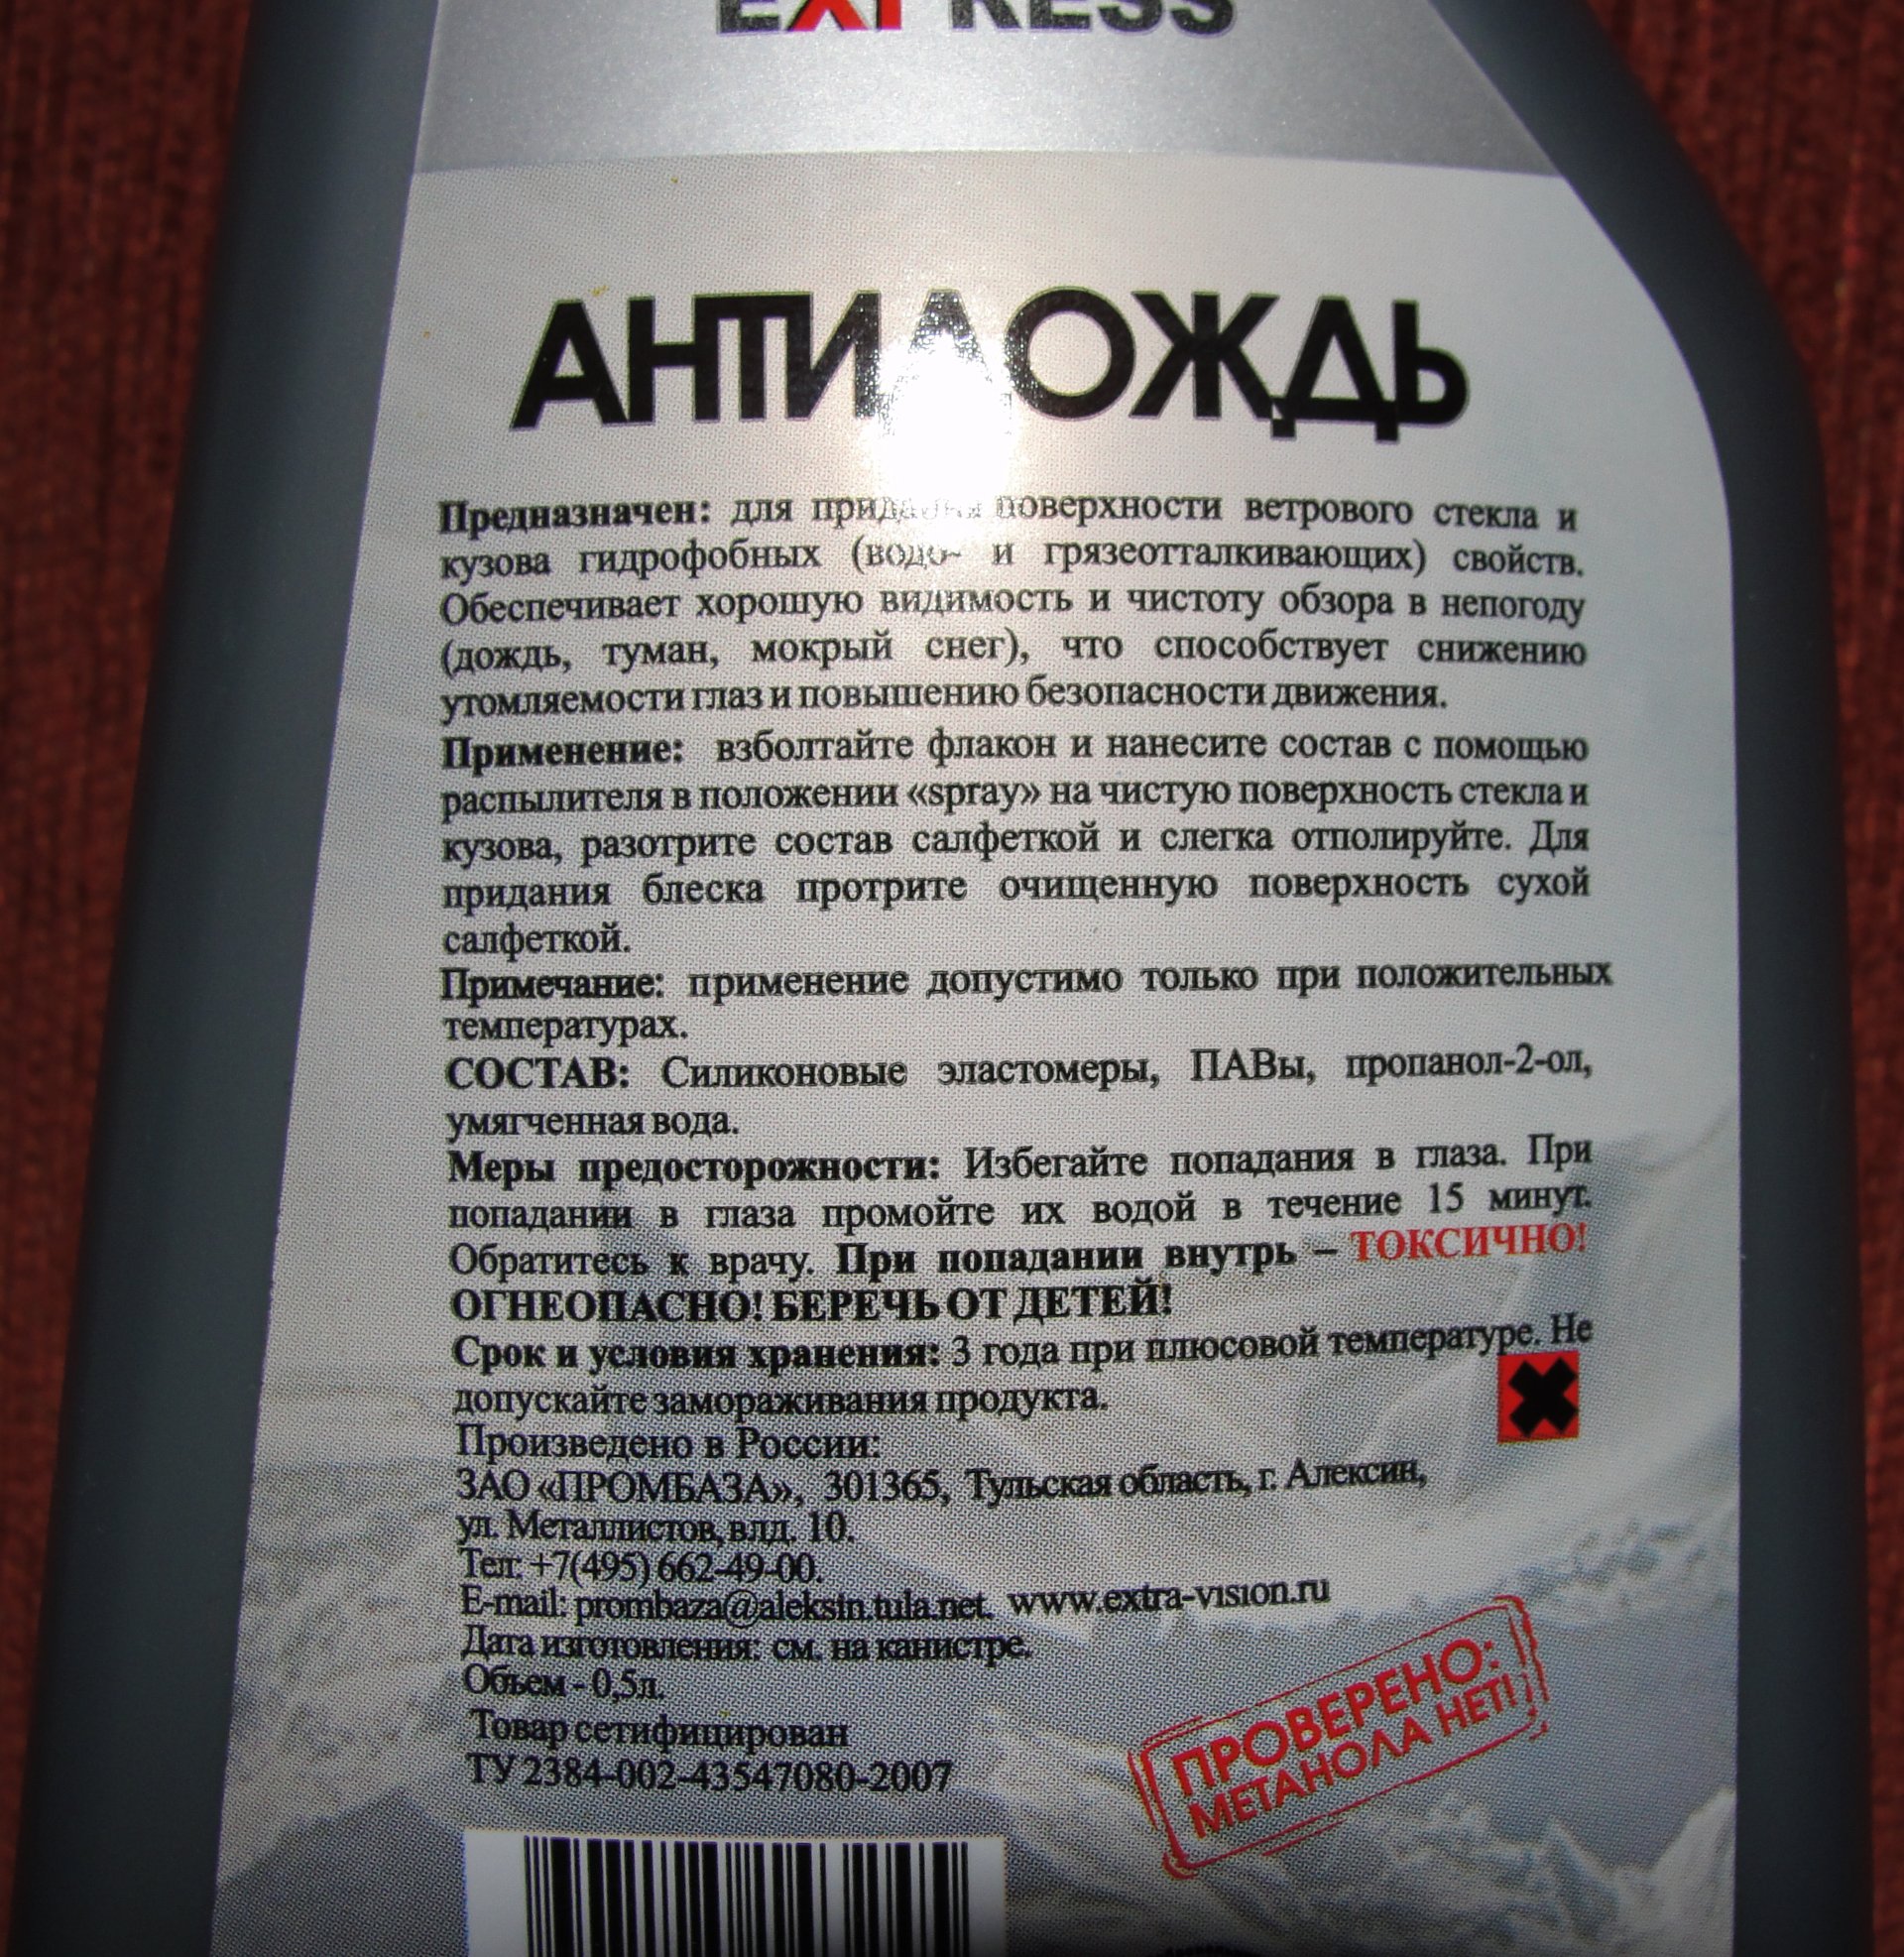 EXPRESS
АНТИДОЖДЬ
Предназначен: для придания поверхности ветрового стекла и
кузова гидрофобных (водо- и грязеотталкивающих) свойств.
Обеспечивает хорошую видимость и чистоту обзора в непогоду
(дождь, туман, мокрый снег), что способствует снижению
утомляемости глаз и повышению безопасности движения.
Применение: взболтайте флакон и нанесите состав с помощью
распылителя в положении «spray» на чистую поверхность стекла и
кузова, разотрите состав салфеткой и слегка отполируйте. Для
придания блеска протрите очищенную поверхность сухой
салфеткой.
Примечание: применение допустимо только при положительных
температурах.
СОСТАВ: Силиконовые эластомеры, ПАВы, пропанол-2-ол,
умягченная вода.
Меры предосторожности: Избегайте попадания в глаза. При
попадании в глаза промойте их водой в течение 15 минут.
Обратитесь к врачу. При попадании внутрь – ТОКСИЧНО!
ОГНЕОПАСНО! БЕРЕЧЬ ОТ ДЕТЕЙ!
Срок и условия хранения: 3 года при плюсовой температуре. Не
допускайте замораживания продукта.
Произведено в России:
ЗАО «ПРОМБАЗА», 301365, Тульская область, г. Алексин,
ул. Металлистов, влд. 10.
Тел: +7(495) 662-49-00.
E-mail: prombaza@aleksin.tula.net. www.extra-vision.ru
Дата изготовления: см. на канистре.
Объем - 0,5л.
Товар сетифицирован
ТУ 2384-002-43547080-2007
ПРОВЕРЕНО:
МЕТАНОЛА НЕТ!